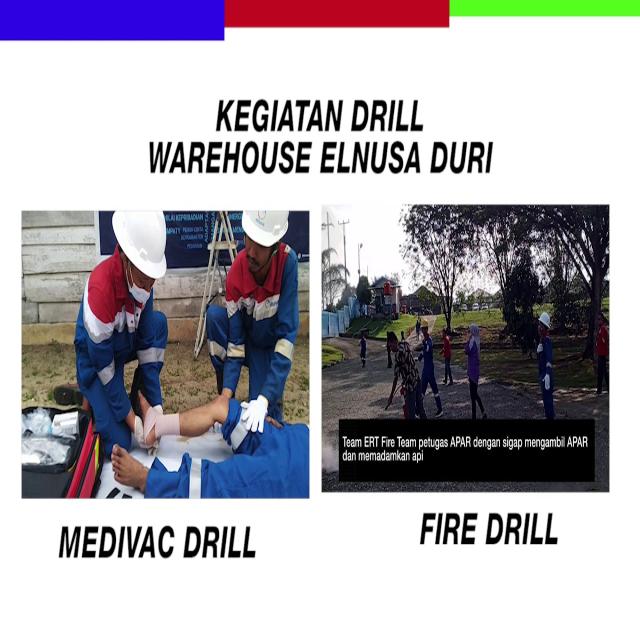 KEGIATAN DRILL
WAREHOUSE ELNUSA DURI
Team ERT Fire Team petugas APAR dengan sigap mengambil APAR
dan memadamkan api
MEDIVAC DRILL
FIRE DRILL